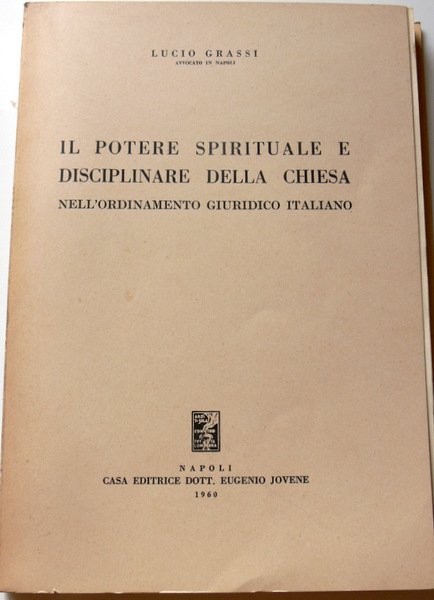 LUCIO GRASSI
AVVOCATO IN NAPOLI
IL POTERE SPIRITUALE E
DISCIPLINARE DELLA CHIESA
NELL'ORDINAMENTO GIURIDICO ITALIANO
NAPOLI
CASA EDITRICE DOTT. EUGENIO JOVENE
1960